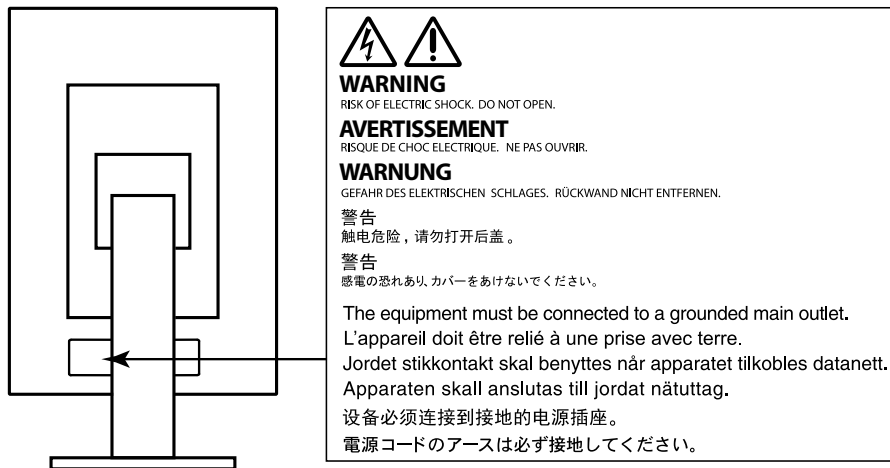 WARNING
RISK OF ELECTRIC SHOCK. DO NOT OPEN.
AVERTISSEMENT
RISQUE DE CHOC ELECTRIQUE. NE PAS OUVRIR.
WARNUNG
GEFAHR DES ELEKTRISCHEN SCHLAGES. RÜCKWAND NICHT ENTFERNEN.
警告
触电危险，请勿打开后盖。
警告
感電の恐れあり、カバーをあけないでください。
The equipment must be connected to a grounded main outlet.
L'appareil doit être relié à une prise avec terre.
Jordet stikkontakt skal benyttes når apparatet tilkobles datanett.
Apparaten skall anslutas till jordat nätuttag.
设备必须连接到接地的电源插座。
電源コードのアースは必ず接地してください。